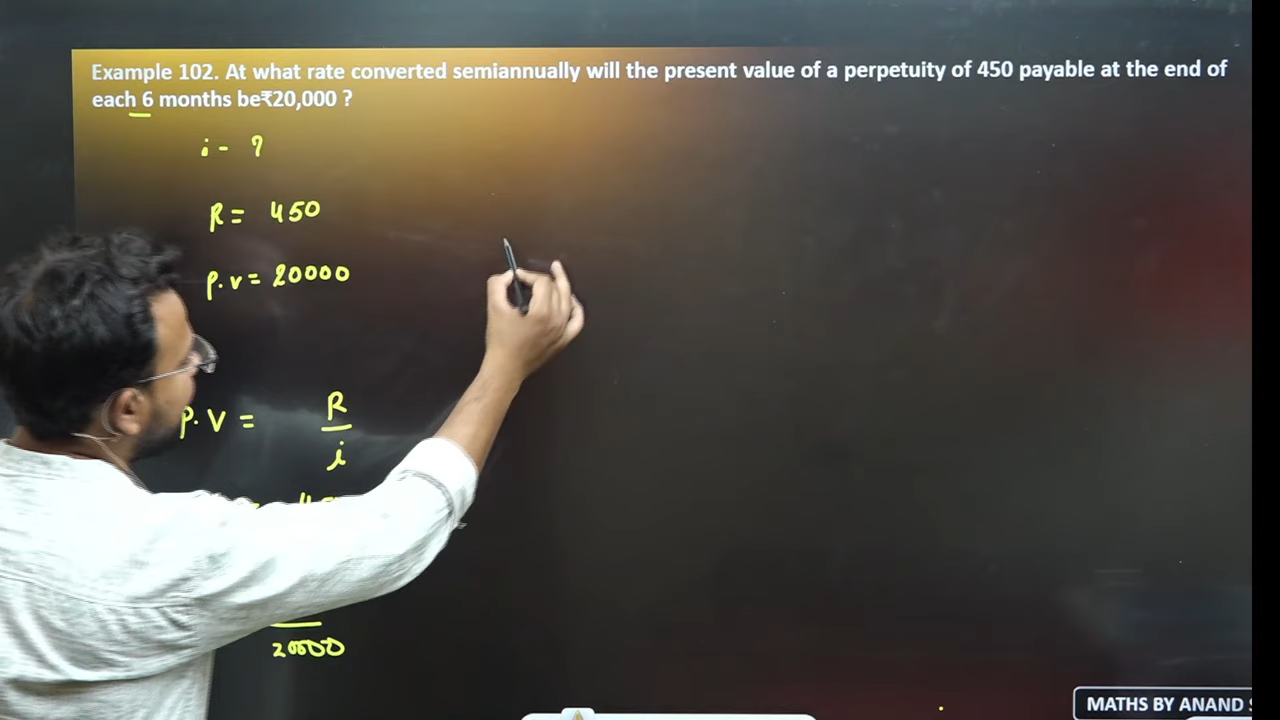 Example 102. At what rate converted semiannually will the present value of a perpetuity of 450 payable at the end of
each 6 months be₹20,000 ?
i - ?
R = 450
P.V = 20000
P.V = R
i
20000
MATHS BY ANAND